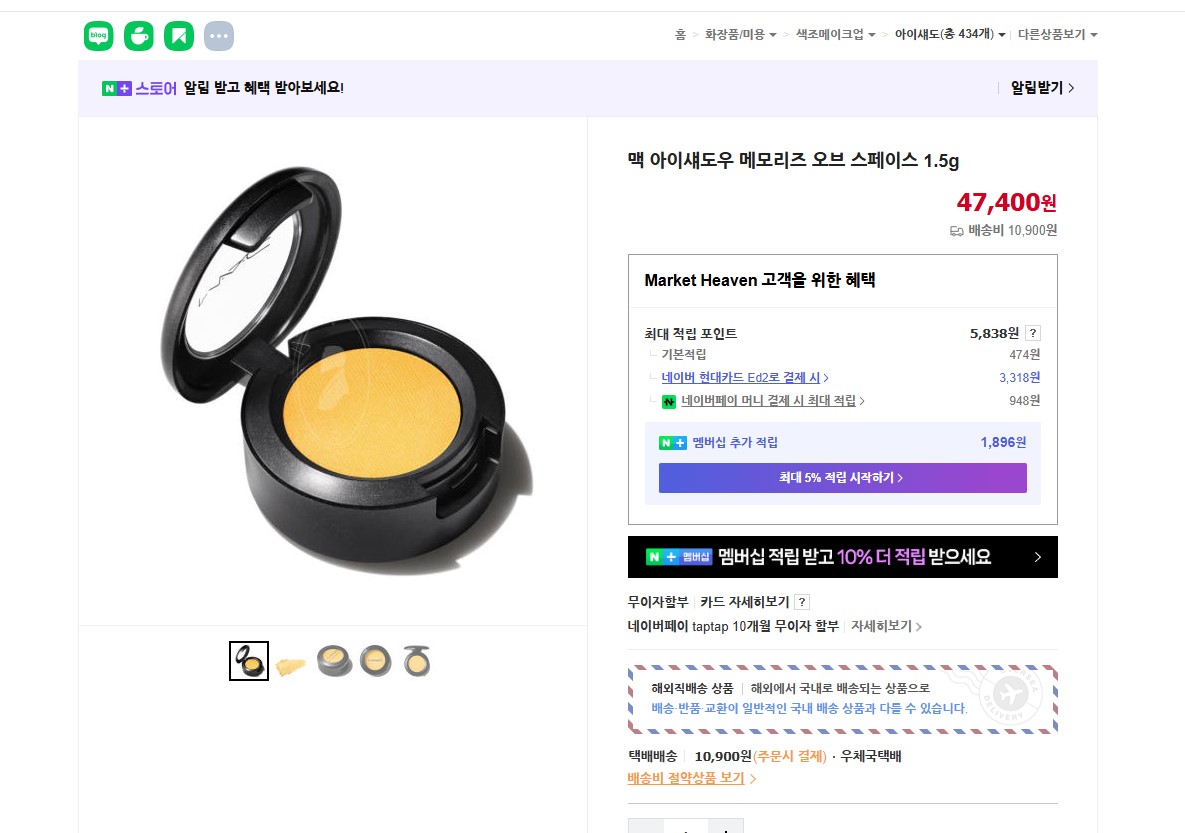 blog
홈 > 화장품/미용 > 색조메이크업 > 아이섀도(총 434개) 다른상품보기
N+스토어 알림 받고 혜택 받아보세요! 알림받기 >
맥 아이섀도우 메모리즈 오브 스페이스 1.5g
47,400원
배송비 10,900원
Market Heaven 고객을 위한 혜택
최대 적립 포인트 5,838원 ?
기본적립 474원
네이버 현대카드 Ed2로 결제 시 > 3,318원
네이버페이 머니 결제 시 최대 적립 > 948원
N+ 멤버십 추가 적립 1,896원
최대 5% 적립 시작하기 >
N+ 멤버십 멤버십 적립 받고 10% 더 적립 받으세요 >
무이자할부 카드 자세히보기 ?
네이버페이 taptap 10개월 무이자 할부 자세히보기 >
해외직배송 상품 해외에서 국내로 배송되는 상품으로
배송·반품·교환이 일반적인 국내 배송 상품과 다를 수 있습니다.
DELIVERY
택배배송 10,900원(주문시 결제) · 우체국택배
배송비 절약상품 보기 >